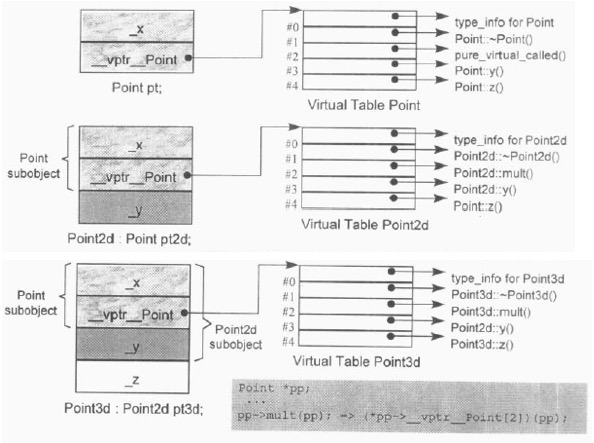 _x
__vptr__Point
Point pt;
#0
#1
#2
#3
#4
type_info for Point
Point::~Point()
pure_virtual_called()
Point::y()
Point::z()
Virtual Table Point
Point
subobject
_x
__vptr__Point
_y
Point2d : Point pt2d;
#0
#1
#2
#3
#4
type_info for Point2d
Point2d::~Point2d()
Point2d::mult()
Point2d::y()
Point::z()
Virtual Table Point2d
Point
subobject
_x
__vptr__Point
_y
_z
Point2d
subobject
Point3d : Point2d pt3d;
#0
#1
#2
#3
#4
type_info for Point3d
Point3d::~Point3d()
Point3d::mult()
Point2d::y()
Point3d::z()
Virtual Table Point3d
Point *pp;
...
pp->mult(pp); => (*pp->__vptr__Point[2])(pp);